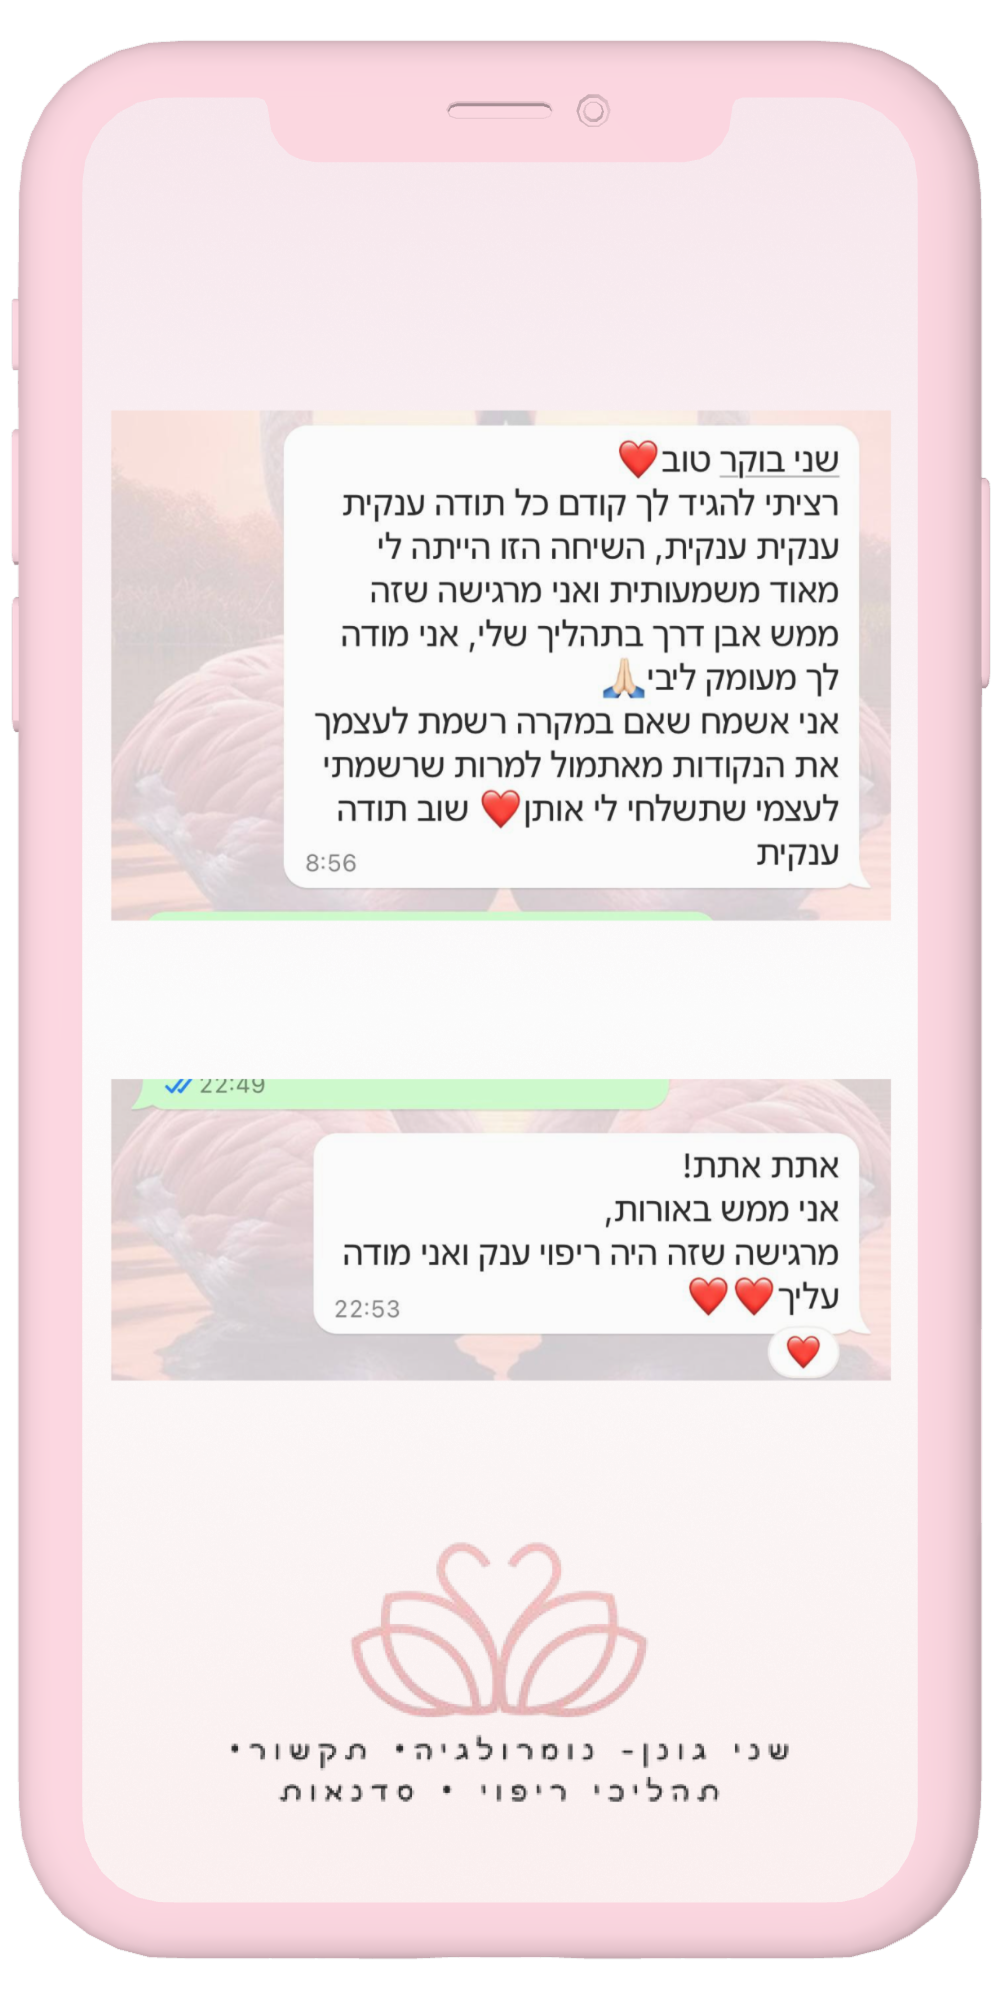 שני בוקר טוב❤️
רציתי להגיד לך קודם כל תודה ענקית
ענקית ענקית, השיחה הזו הייתה לי
מאוד משמעותית ואני מרגישה שזה
ממש אבן דרך בתהליך שלי, אני מודה
לך מעומק ליבי🙏🏻
אני אשמח שאם במקרה רשמת לעצמך
את הנקודות מאתמול למרות שרשמתי
לעצמי שתשלחי לי אותן❤️ שוב תודה
ענקית
8:56
22:49
אתת אתת!
אני ממש באורות,
מרגישה שזה היה ריפוי ענק ואני מודה
עליך❤️❤️
22:53
❤️
שני גונן- נומרולגיה• תקשור•
תהליכי ריפוי • סדנאות